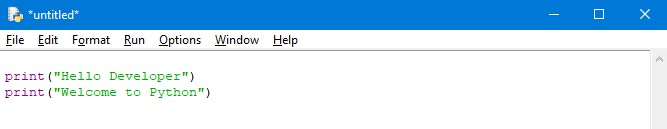 *untitled*
File Edit Format Run Options Window Help
print("Hello Developer")
print("Welcome to Python")